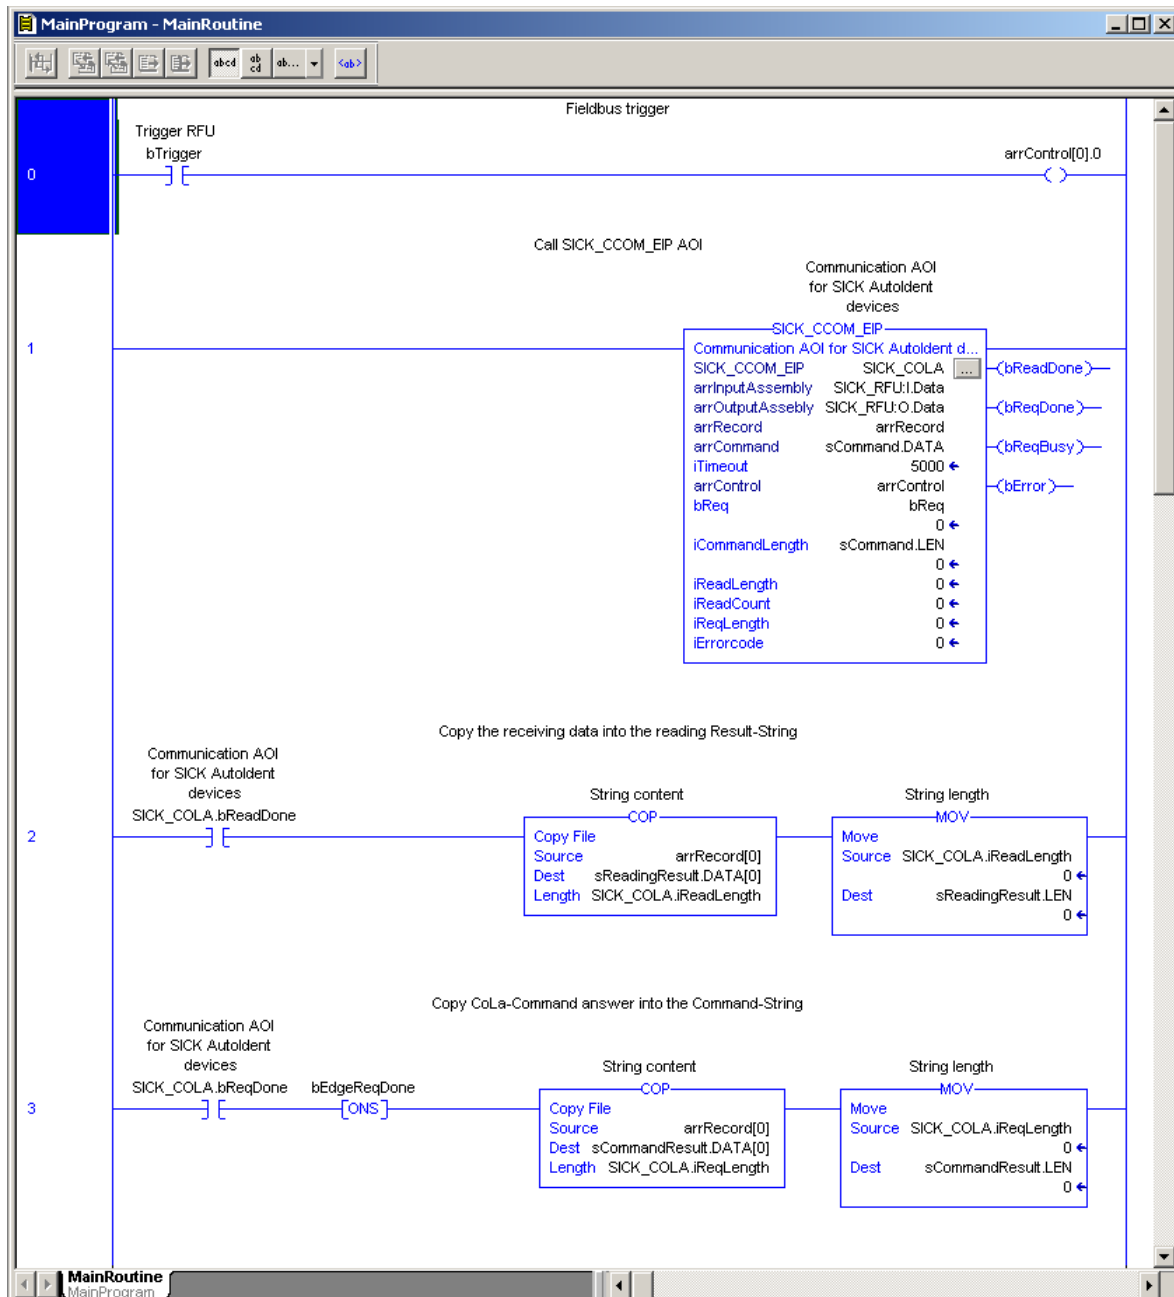 MainProgram - MainRoutine
abcd
ab
cd
ab...
<ab>
Fieldbus trigger
Trigger RFU
bTrigger
arrControl[0].0
0
Call SICK_CCOM_EIP AOI
Communication AOI
for SICK AutoIdent
devices
SICK_CCOM_EIP
1
Communication AOI for SICK AutoIdent d...
SICK_CCOM_EIP SICK_COLA ... (bReadDone)
arrInputAssembly SICK_RFU:I.Data
arrOutputAssebly SICK_RFU:O.Data (bReqDone)
arrRecord arrRecord
arrCommand sCommand.DATA (bReqBusy)
iTimeout 5000
arrControl arrControl (bError)
bReq bReq
0
iCommandLength sCommand.LEN
0
iReadLength 0
iReadCount 0
iReqLength 0
iErrorcode 0
Copy the receiving data into the reading Result-String
Communication AOI
for SICK AutoIdent
devices
SICK_COLA.bReadDone
String content
String length
COP
MOV
2
Copy File
Source arrRecord[0]
Dest sReadingResult.DATA[0]
Length SICK_COLA.iReadLength
Move
Source SICK_COLA.iReadLength
0
Dest sReadingResult.LEN
0
Copy CoLa-Command answer into the Command-String
Communication AOI
for SICK AutoIdent
devices
SICK_COLA.bReqDone
bEdgeReqDone
String content
String length
COP
MOV
3
ONS
Copy File
Source arrRecord[0]
Dest sCommandResult.DATA[0]
Length SICK_COLA.iReqLength
Move
Source SICK_COLA.iReqLength
0
Dest sCommandResult.LEN
0
MainRoutine
MainProgram